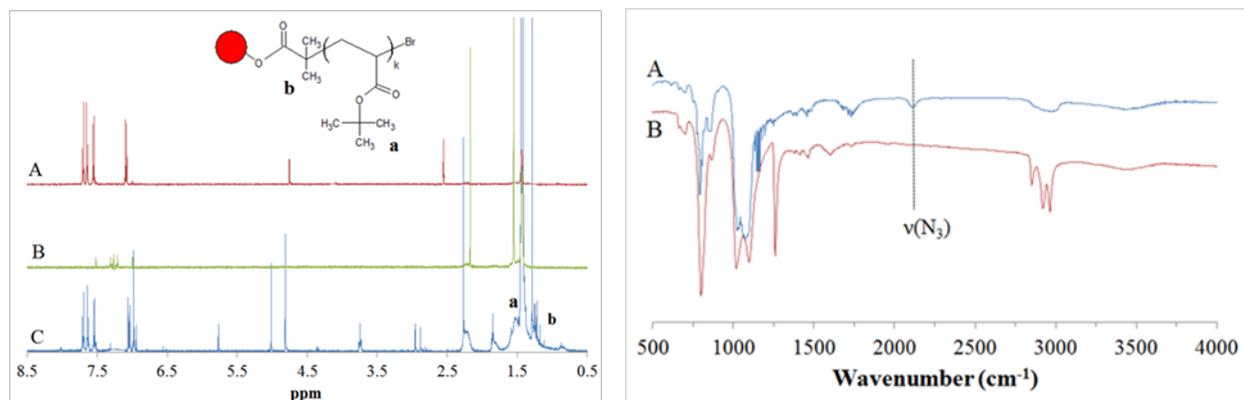 O
CH₃
Br
O
k
CH₃
b
O
O
H₃C
CH₃
CH₃
a
A
B
C
a
b
8.5 7.5 6.5 5.5 4.5 3.5 2.5 1.5 0.5
ppm
A
B
ν(N₃)
500 1000 1500 2000 2500 3000 3500 4000
Wavenumber (cm⁻¹)